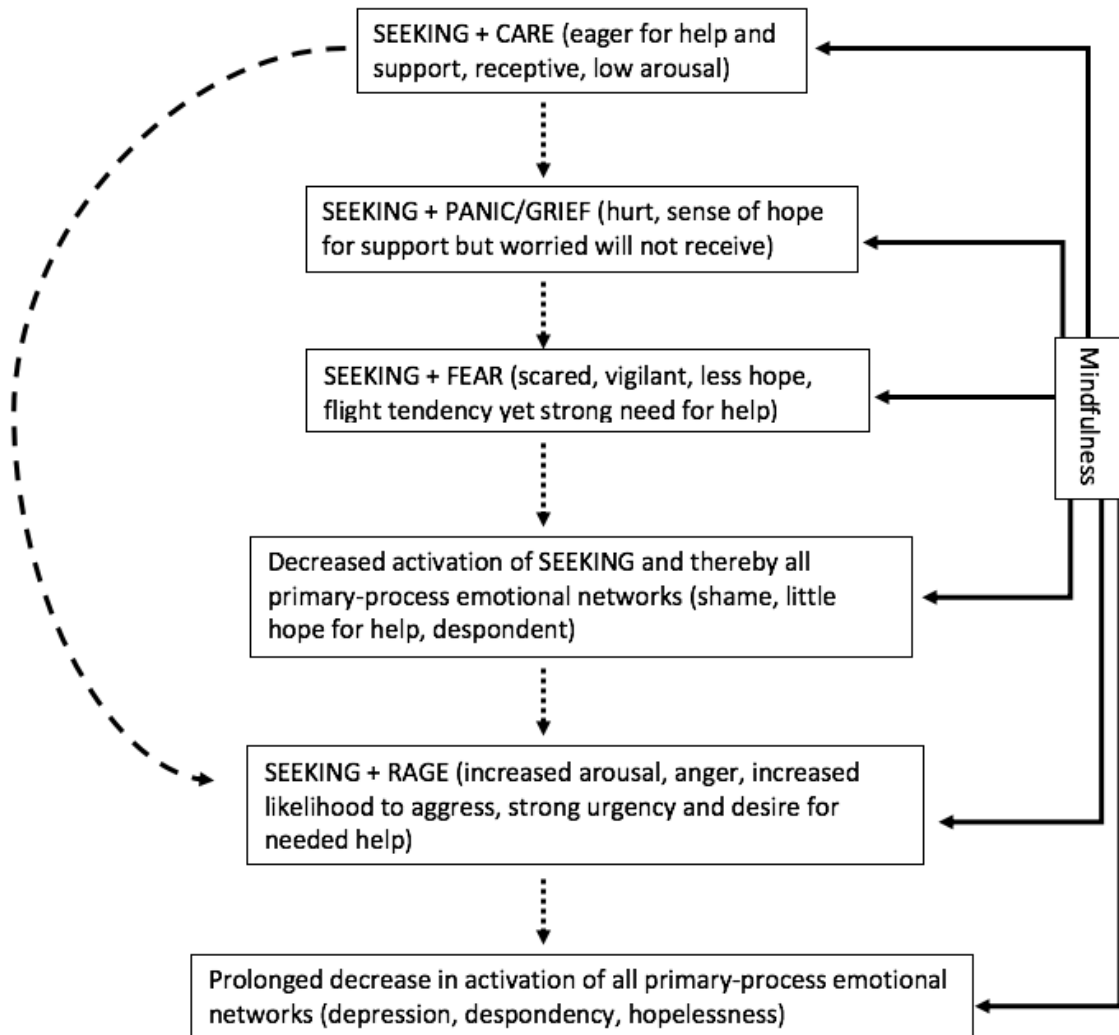 SEEKING + CARE (eager for help and
support, receptive, low arousal)
SEEKING + PANIC/GRIEF (hurt, sense of hope
for support but worried will not receive)
SEEKING + FEAR (scared, vigilant, less hope,
flight tendency yet strong need for help)
Mindfulness
Decreased activation of SEEKING and thereby all
primary-process emotional networks (shame, little
hope for help, despondent)
SEEKING + RAGE (increased arousal, anger, increased
likelihood to aggress, strong urgency and desire for
needed help)
Prolonged decrease in activation of all primary-process emotional
networks (depression, despondency, hopelessness)